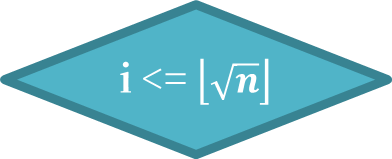 i <= ⌊√n⌋